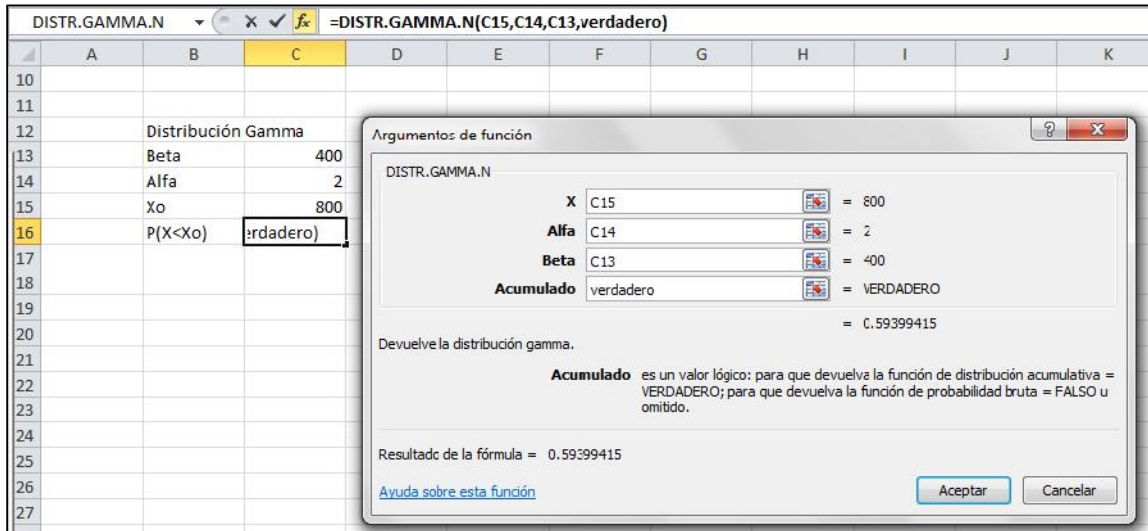 DISTR.GAMMA.N =DISTR.GAMMA.N(C15,C14,C13,verdadero)
A B C D E F G H I J K
10
11
12 Distribución Gamma
13 Beta 400
14 Alfa 2
15 Xo 800
16 P(X<Xo) erdadero)
17
18
19
20
21
22
23
24
25
26
27
Argumentos de función
DISTR.GAMMA.N
X C15 = 800
Alfa C14 = 2
Beta C13 = 400
Acumulado verdadero = VERDADERO
= 0.59399415
Devuelve la distribución gamma.
Acumulado es un valor lógico: para que devuelva la función de distribución acumulativa =
VERDADERO; para que devuelva la función de probabilidad bruta = FALSO u
omitido.
Resultado de la fórmula = 0.59399415
Ayuda sobre esta función
Aceptar Cancelar